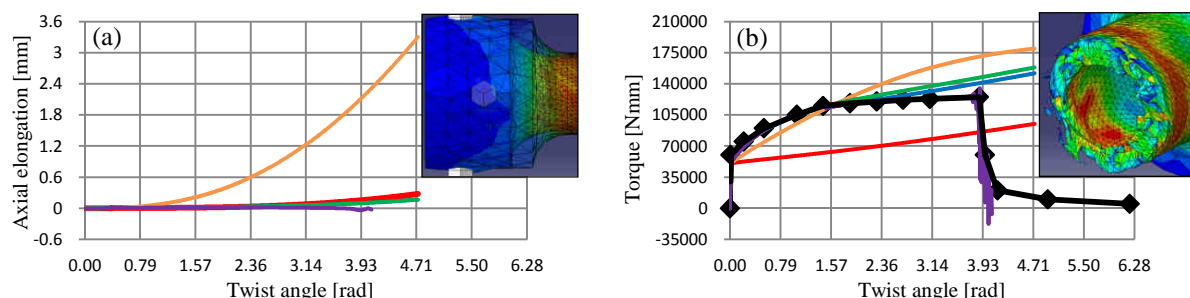 (a)
Axial elongation [mm]
3.6
3
2.4
1.8
1.2
0.6
0
-0.6
0.00 0.79 1.57 2.36 3.14 3.93 4.71 5.50 6.28
Twist angle [rad]
(b)
Torque [Nmm]
210000
175000
140000
105000
70000
35000
0
-35000
0.00 0.79 1.57 2.36 3.14 3.93 4.71 5.50 6.28
Twist angle [rad]